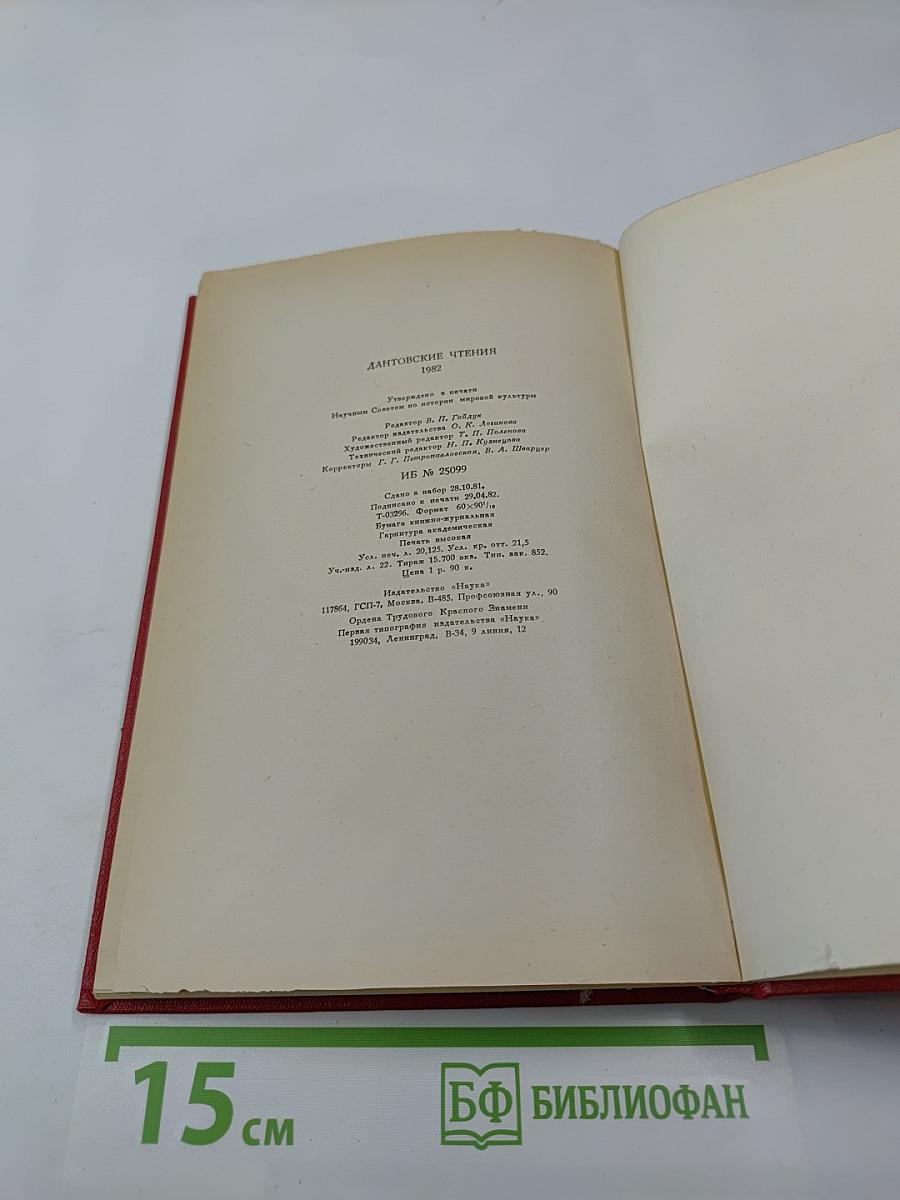 ДАНТОВСКИЕ ЧТЕНИЯ
1982
Утверждено к печати
Научным Советом по истории мировой культуры
Редактор В. П. Гайдук
Редактор издательства О. К. Логинова
Художественный редактор Т. П. Поленова
Технический редактор Н. П. Кузнецова
Корректоры Г. Г. Петропавловская, В. А. Шварцер
ИБ № 25099
Сдано в набор 28.10.81.
Подписано к печати 29.04.82.
Т-03296. Формат 60×90 1/16
Бумага книжно-журнальная
Гарнитура академическая
Печать высокая
Усл. печ. л. 20,125. Усл. кр. отт. 21,5
Уч.-изд. л. 22. Тираж 15.700 экз. Тип. зак. 852.
Цена 1 р. 90 к.
Издательство «Наука»
117864, ГСП-7, Москва, В-485, Профсоюзная ул., 90
Ордена Трудового Красного Знамени
Первая типография издательства «Наука»
199034, Ленинград, В-34, 9 линия, 12
15 см
БФ БИБЛИОФАН